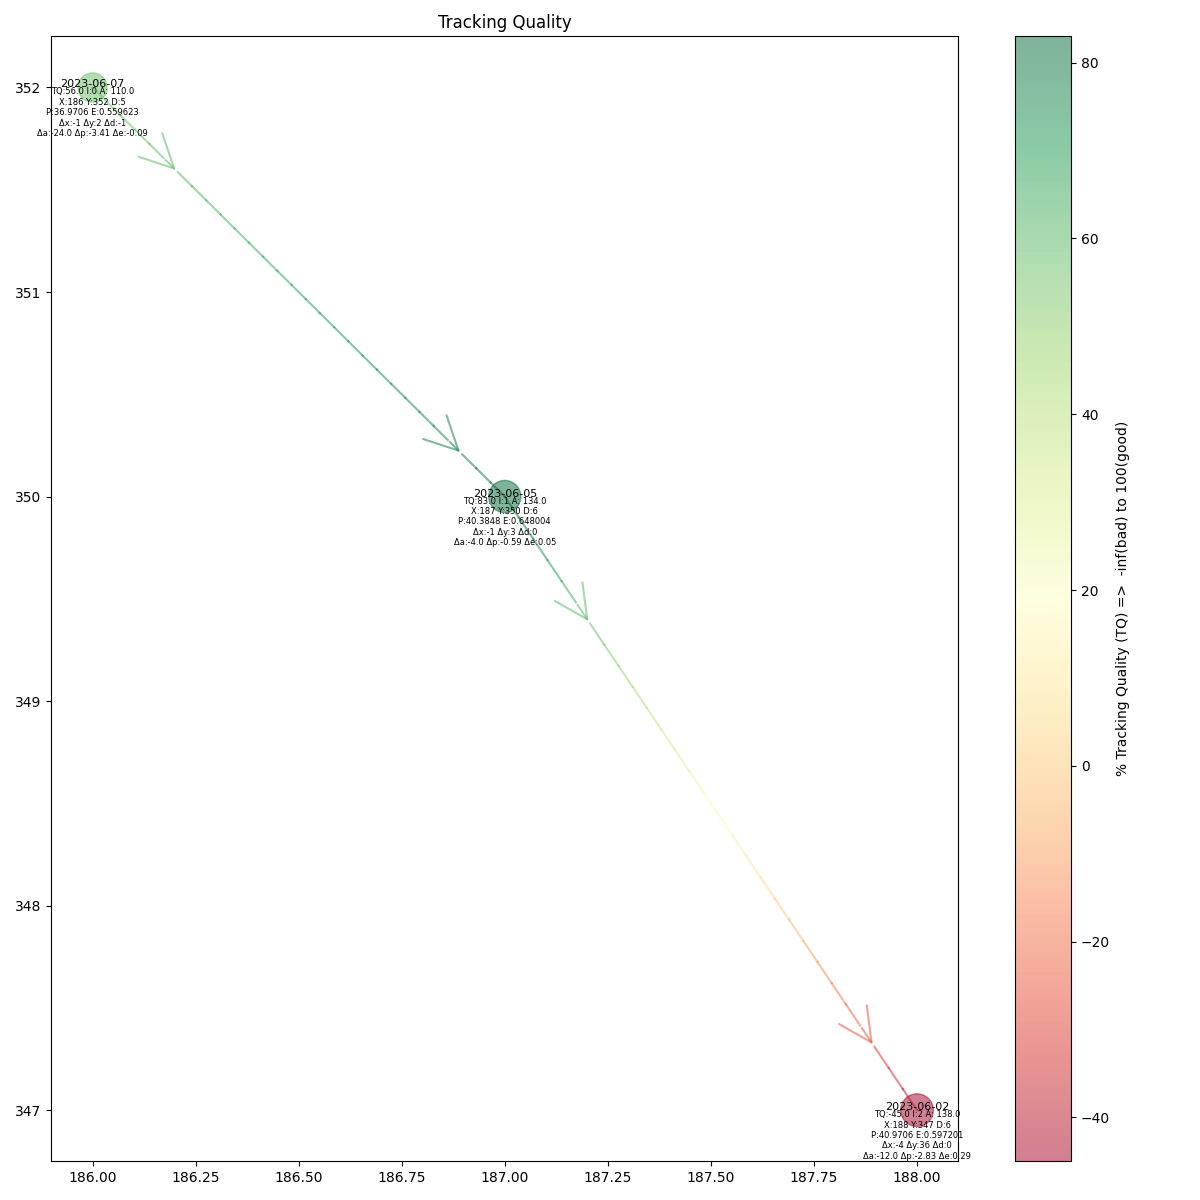 Tracking Quality
2023-06-07
TQ:56.0 I:0 A: 110.0
X:186 Y:352 D:5
P:36.9706 E:0.559623
Δx:-1 Δy:2 Δd:-1
Δa:-24.0 Δp:-3.41 Δe:-0.09
2023-06-05
TQ:83.0 I:1 A: 134.0
X:187 Y:350 D:6
P:40.3848 E:0.648004
Δx:-1 Δy:3 Δd:0
Δa:-4.0 Δp:-0.59 Δe:0.05
2023-06-02
TQ:-45.0 I:2 A: 138.0
X:188 Y:347 D:6
P:40.9706 E:0.597201
Δx:-4 Δy:36 Δd:0
Δa:-12.0 Δp:-2.83 Δe:0.29
352
351
350
349
348
347
186.00 186.25 186.50 186.75 187.00 187.25 187.50 187.75 188.00
80
60
40
20
0
−20
−40
% Tracking Quality (TQ) => -inf(bad) to 100(good)